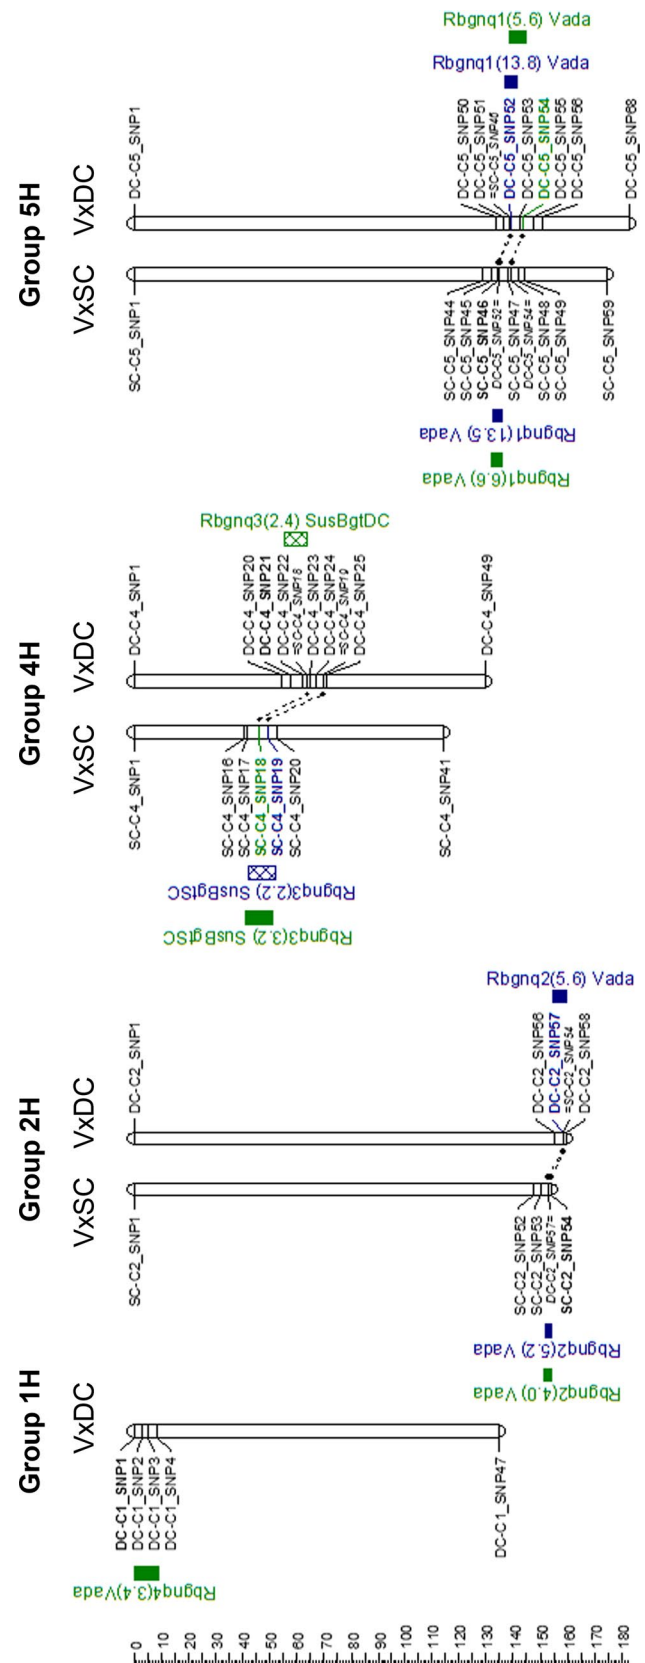 Group 5H
VxDC
VxSC
Rbgnq1(5.6) Vada
Rbgnq1(13.8) Vada
DC-C5_SNP1
DC-C5_SNP50
DC-C5_SNP51
=SC-C5_SNP46
DC-C5_SNP52
DC-C5_SNP53
DC-C5_SNP54
DC-C5_SNP55
DC-C5_SNP56
DC-C5_SNP68
SC-C5_SNP1
SC-C5_SNP44
SC-C5_SNP45
SC-C5_SNP46
DC-C5_SNP52=
SC-C5_SNP47
DC-C5_SNP54=
SC-C5_SNP48
SC-C5_SNP49
SC-C5_SNP59
Rbgnq1(13.5) Vada
Rbgnq1(6.6) Vada
Group 4H
VxDC
VxSC
Rbgnq3(2.4) SusBgtDC
DC-C4_SNP1
DC-C4_SNP20
DC-C4_SNP21
DC-C4_SNP22
=SC-C4_SNP18
DC-C4_SNP23
DC-C4_SNP24
=SC-C4_SNP19
DC-C4_SNP25
DC-C4_SNP49
SC-C4_SNP1
SC-C4_SNP16
SC-C4_SNP17
SC-C4_SNP18
SC-C4_SNP19
SC-C4_SNP20
SC-C4_SNP41
Rbgnq3(2.2) SusBgtSC
Rbgnq3(3.2) SusBgtSC
Group 2H
VxDC
VxSC
Rbgnq2(5.6) Vada
DC-C2_SNP1
DC-C2_SNP56
DC-C2_SNP57
=SC-C2_SNP54
DC-C2_SNP58
SC-C2_SNP1
SC-C2_SNP52
SC-C2_SNP53
DC-C2_SNP57=
SC-C2_SNP54
Rbgnq2(5.2) Vada
Rbgnq2(4.0) Vada
Group 1H
VxDC
DC-C1_SNP1
DC-C1_SNP2
DC-C1_SNP3
DC-C1_SNP4
DC-C1_SNP47
Rbgnq4(3.4)Vada
0
10
20
30
40
50
60
70
80
90
100
110
120
130
140
150
160
170
180